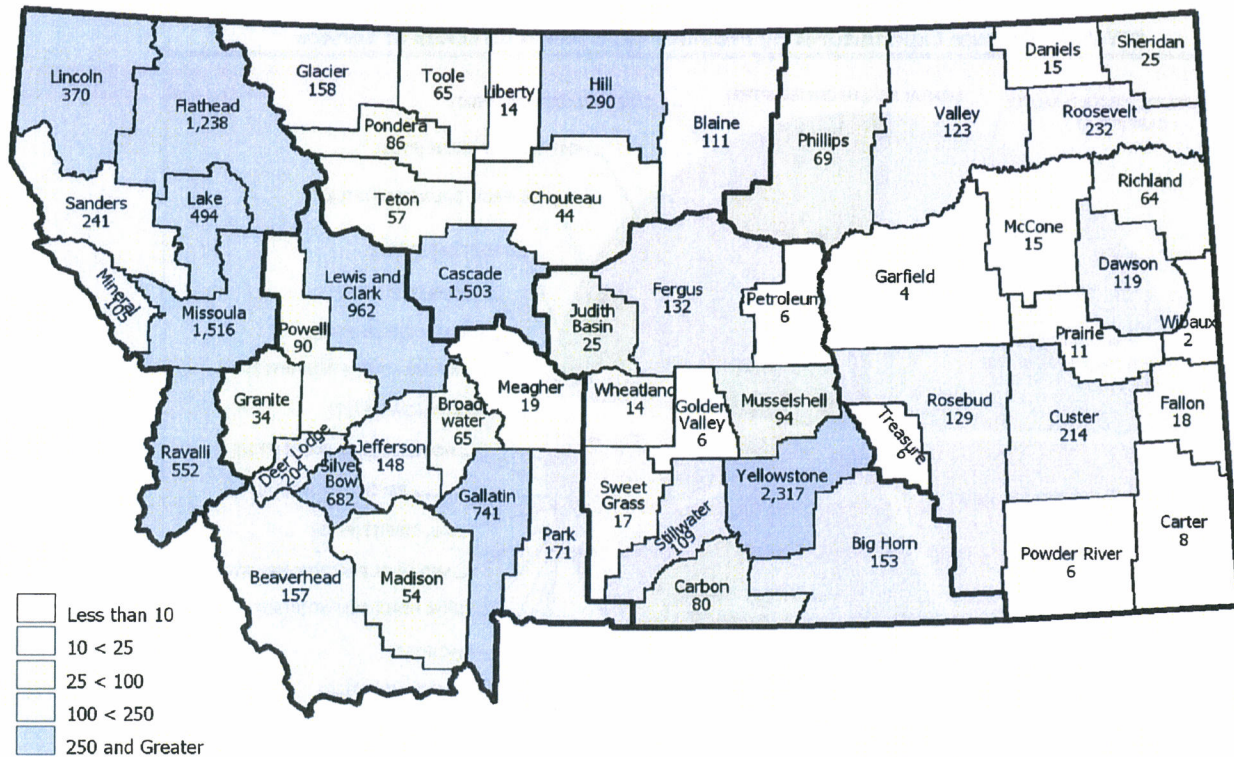 Lincoln
370
Flathead
1,238
Glacier
158
Toole
65
Liberty
14
Hill
290
Blaine
111
Phillips
69
Valley
123
Daniels
15
Sheridan
25
Roosevelt
232
Pondera
86
Teton
57
Chouteau
44
Sanders
241
Lake
494
Mineral
105
Missoula
1,516
Powell
90
Lewis and
Clark
962
Cascade
1,503
Judith
Basin
25
Fergus
132
Petroleum
6
Garfield
4
McCone
15
Richland
64
Dawson
119
Wibaux
2
Prairie
11
Granite
34
Ravalli
552
Deer Lodge
204
Silver
Bow
682
Jefferson
148
Broad
water
65
Meagher
19
Wheatland
14
Golden
Valley
6
Musselshell
94
Treasure
Rosebud
129
Custer
214
Fallon
18
Gallatin
741
Park
171
Sweet
Grass
17
Stillwater
109
Yellowstone
2,317
Big Horn
153
Powder River
6
Carter
8
Beaverhead
157
Madison
54
Carbon
80
Less than 10
10 < 25
25 < 100
100 < 250
250 and Greater